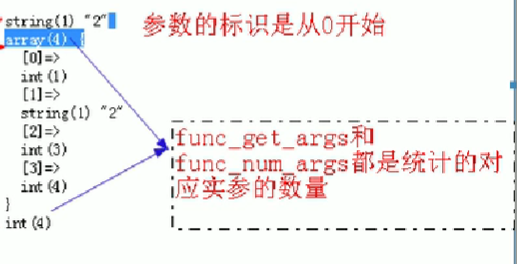 string(1) "2"
参数的标识是从0开始
array(4) {
[0]=>
int(1)
[1]=>
string(1) "2"
[2]=>
int(3)
[3]=>
int(4)
}
int(4)
func_get_args和
func_num_args都是统计的对
应实参的数量